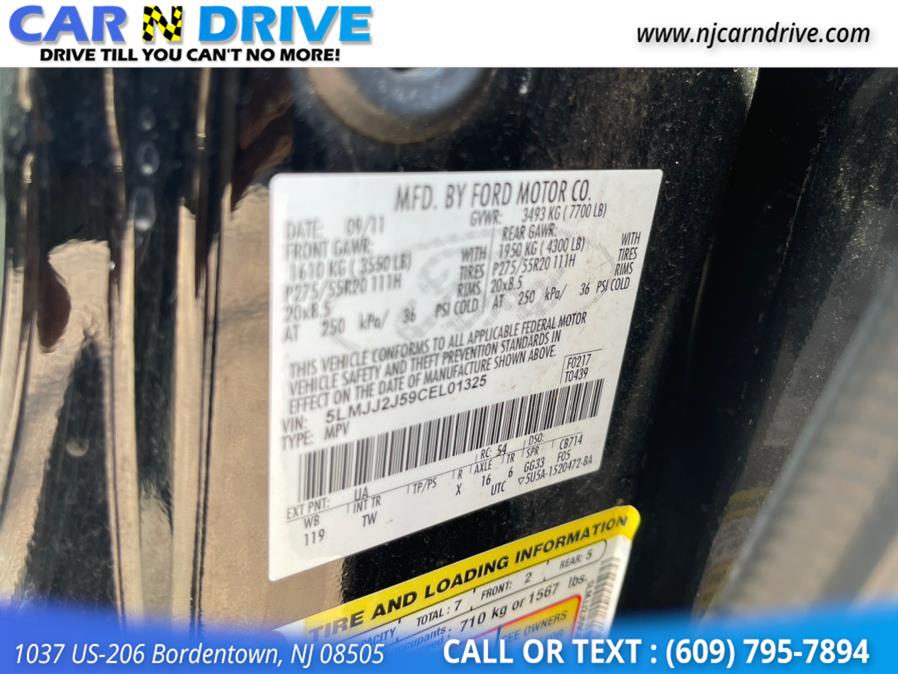 CAR N DRIVE
DRIVE TILL YOU CAN'T NO MORE!
www.njcarndrive.com
MFD. BY FORD MOTOR CO.
DATE: 09/11 GVWR: 3493 KG ( 7700 LB)
FRONT GAWR: REAR GAWR:
1610 KG ( 3550 LB) WITH 1950 KG ( 4300 LB) WITH
P275/55R20 111H TIRES P275/55R20 111H TIRES
20x8.5 RIMS 20x8.5 RIMS
AT 250 kPa/ 36 PSI COLD AT 250 kPa/ 36 PSI COLD
THIS VEHICLE CONFORMS TO ALL APPLICABLE FEDERAL MOTOR
VEHICLE SAFETY AND THEFT PREVENTION STANDARDS IN
EFFECT ON THE DATE OF MANUFACTURE SHOWN ABOVE.
VIN: 5LMJJ2J59CEL01325 F0217
TYPE: MPV T0439
EXT PNT: UA RC: 54 DSO:
WB INT TR TP/PS R AXLE TR SPR CB714
119 TW X 16 6 GG33 F05
UTC ▽5U5A-1520472-BA
TIRE AND LOADING INFORMATION
TOTAL: 7 FRONT: 2 REAR: 5
710 kg or 1567 lbs.
OWNERS
1037 US-206 Bordentown, NJ 08505
CALL OR TEXT : (609) 795-7894